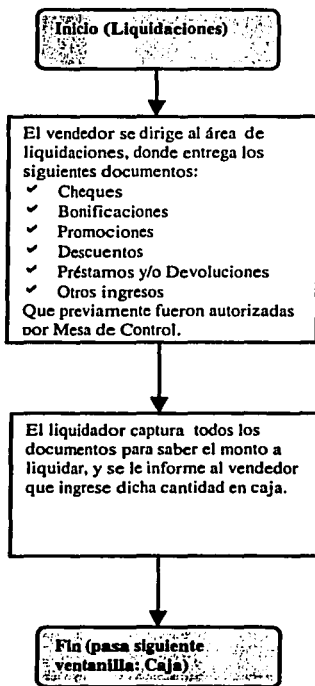 Inicio (Liquidaciones)
El vendedor se dirige al área de
liquidaciones, donde entrega los
siguientes documentos:
✓ Cheques
✓ Bonificaciones
✓ Promociones
✓ Descuentos
✓ Préstamos y/o Devoluciones
✓ Otros ingresos
Que previamente fueron autorizadas
por Mesa de Control.
El liquidador captura todos los
documentos para saber el monto a
liquidar, y se le informe al vendedor
que ingrese dicha cantidad en caja.
Fin (pasa siguiente
ventanilla: Caja)